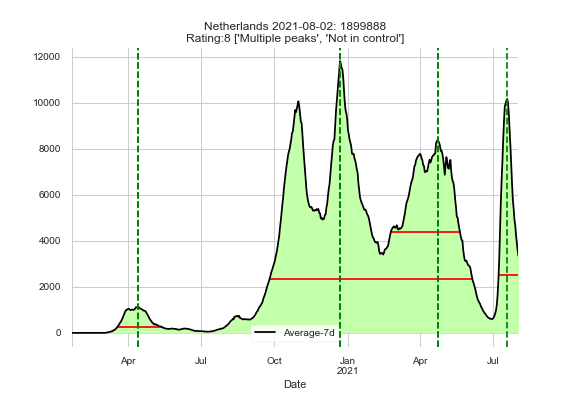 Netherlands 2021-08-02: 1899888
Rating:8 ['Multiple peaks', 'Not in control']
12000
10000
8000
6000
4000
2000
0
Average-7d
Apr Jul Oct Jan Apr Jul
2021
Date